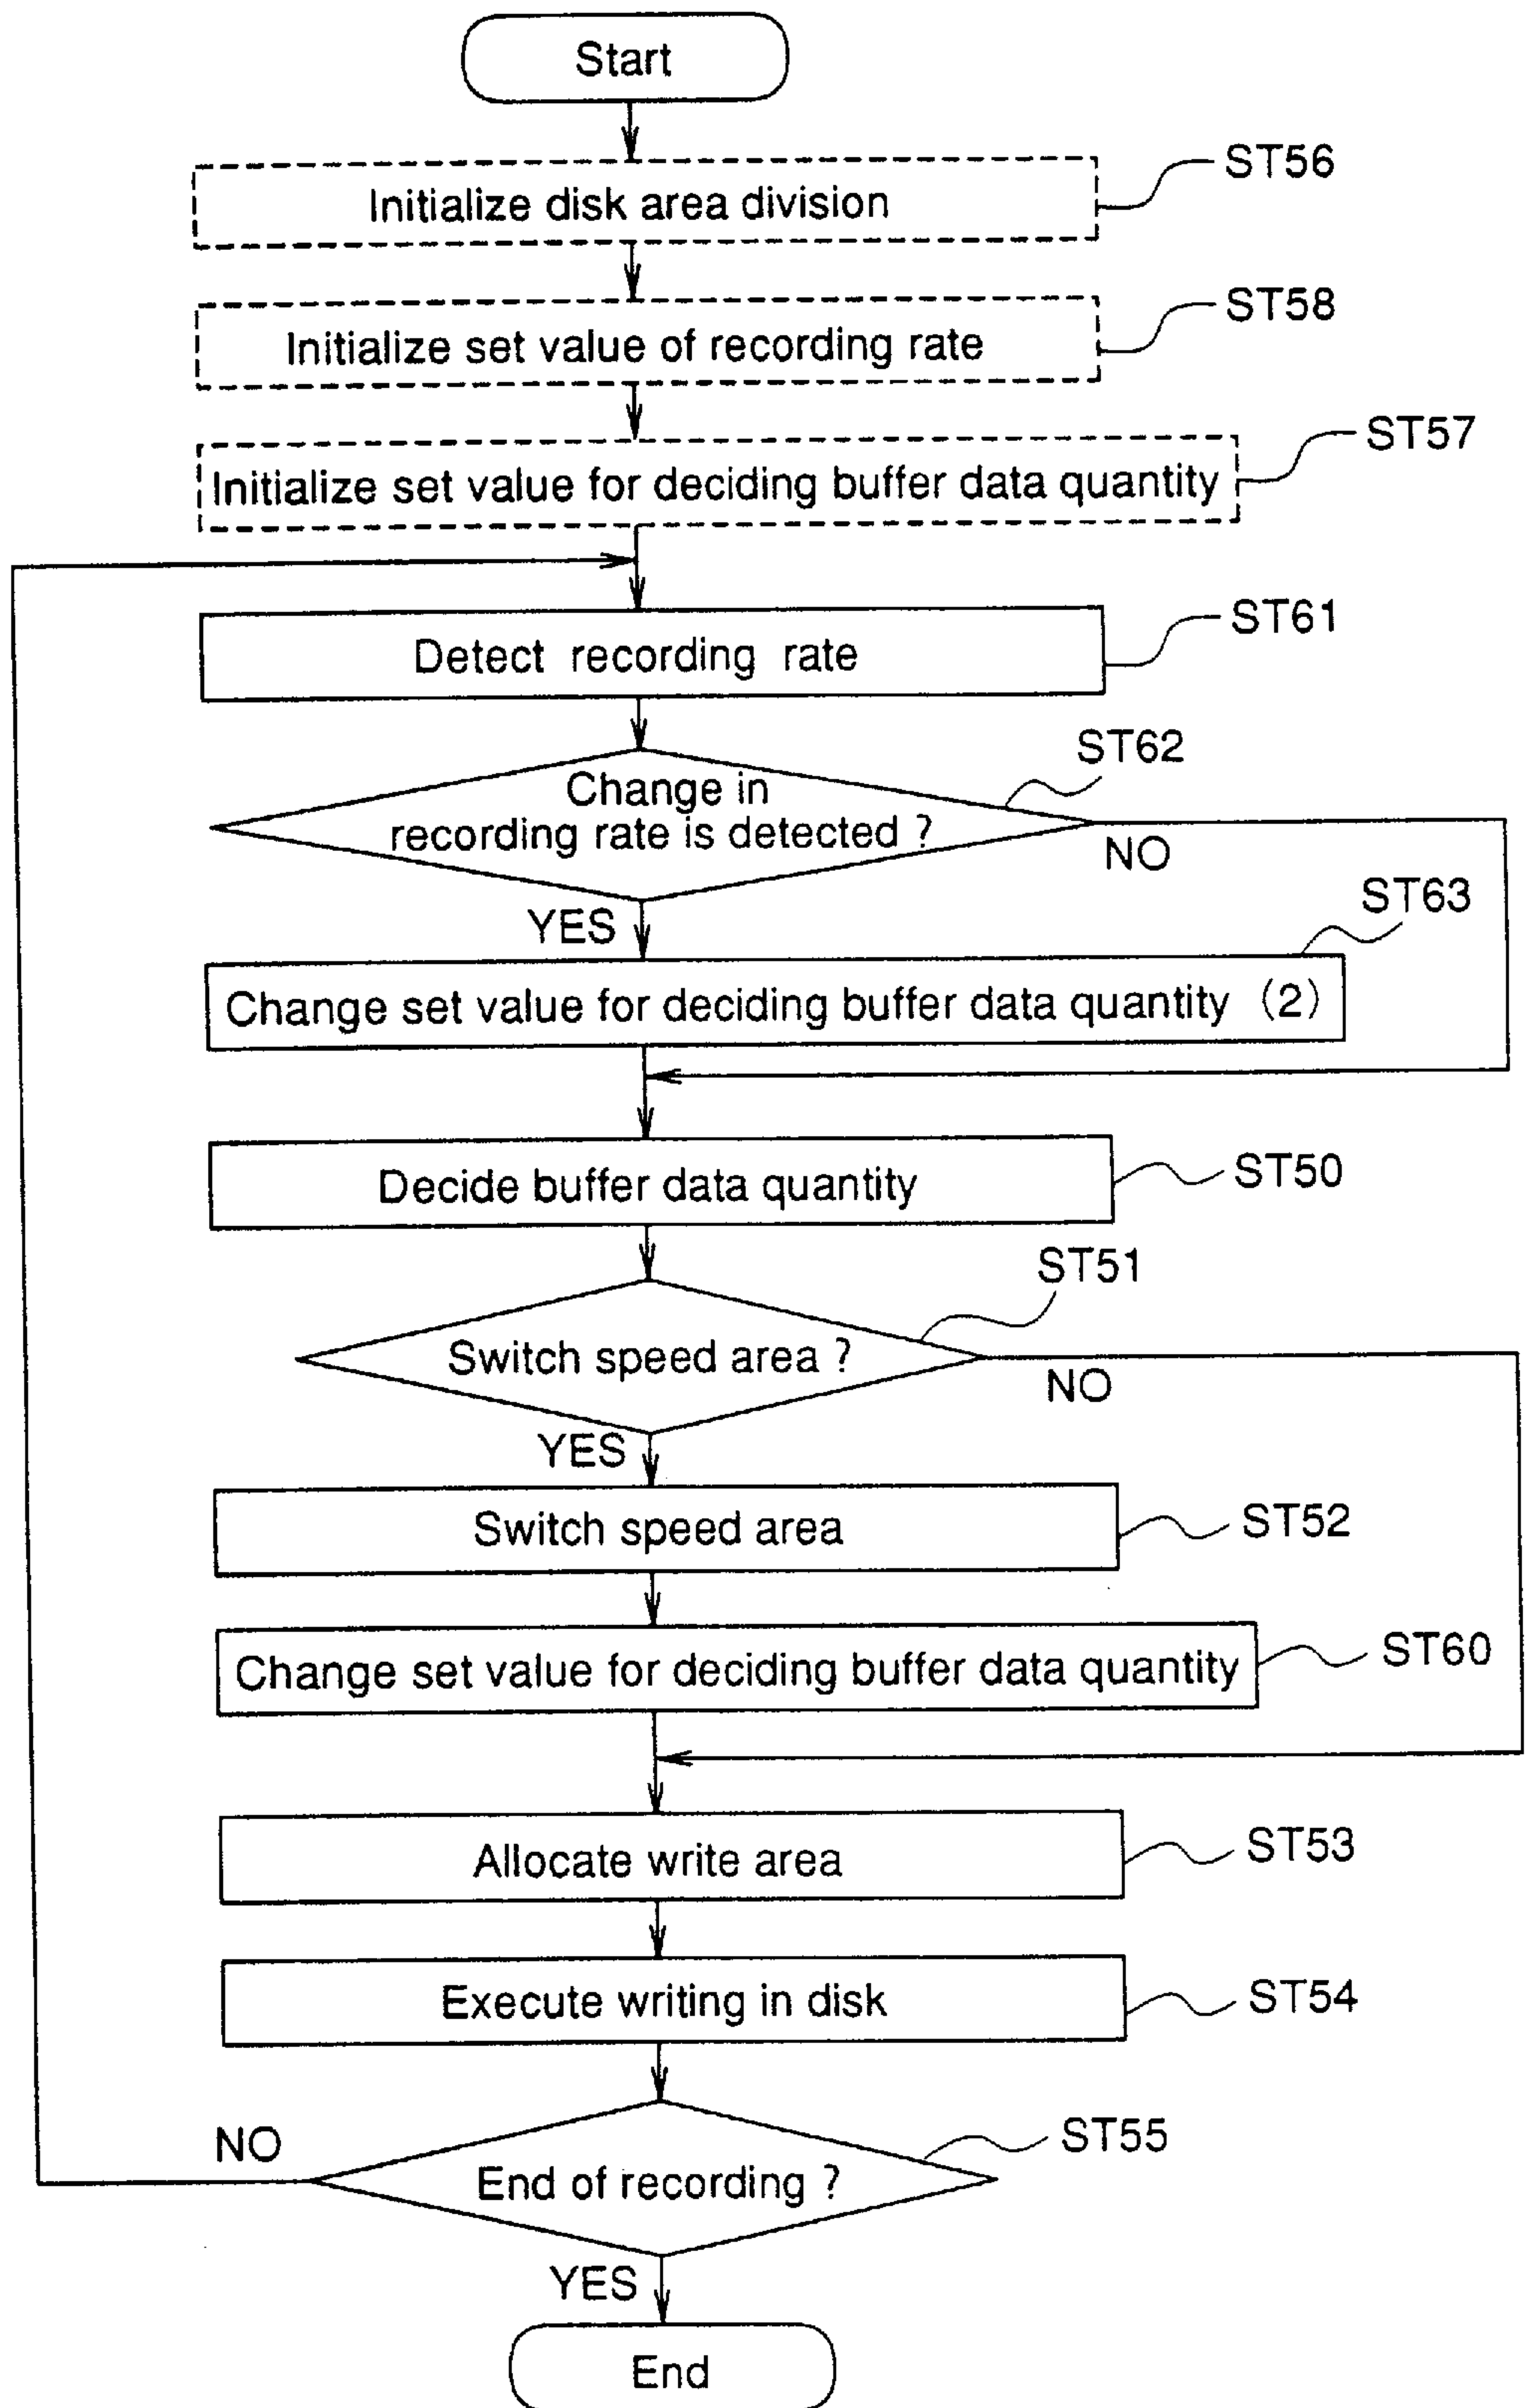 Start
Initialize disk area division
ST56
Initialize set value of recording rate
ST58
Initialize set value for deciding buffer data quantity
ST57
Detect recording rate
ST61
Change in
recording rate is detected ?
ST62
NO
YES
ST63
Change set value for deciding buffer data quantity (2)
Decide buffer data quantity
ST50
ST51
Switch speed area ?
NO
YES
Switch speed area
ST52
Change set value for deciding buffer data quantity
ST60
Allocate write area
ST53
Execute writing in disk
ST54
NO
End of recording ?
ST55
YES
End